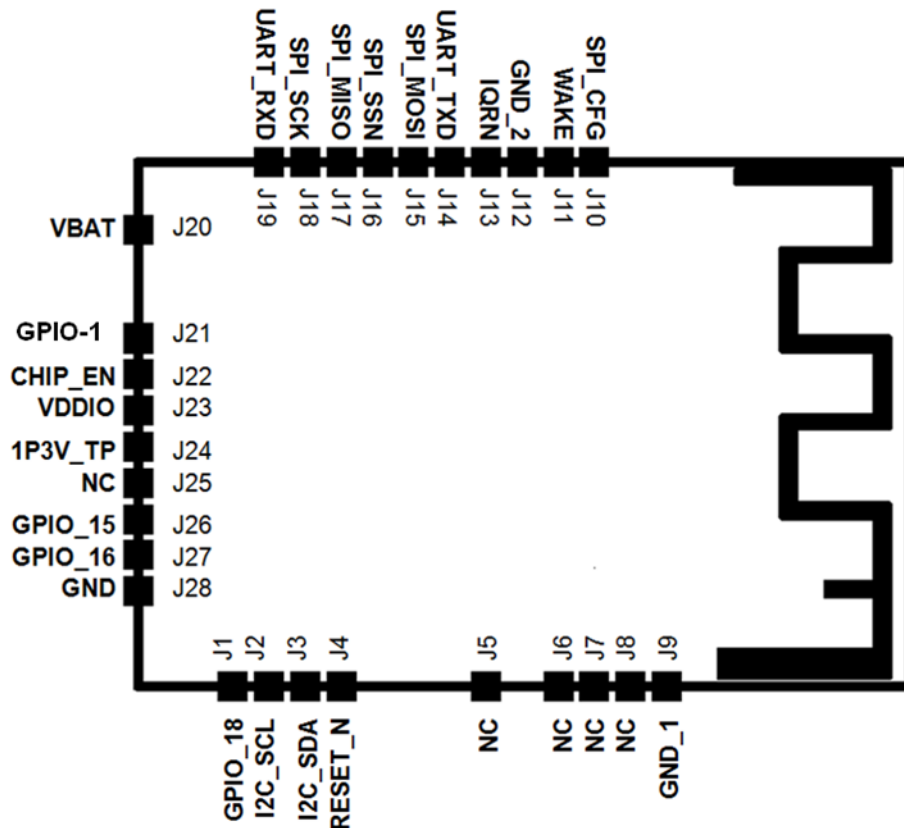 UART_RXD
SPI_SCK
SPI_MISO
SPI_SSN
SPI_MOSI
UART_TXD
IQRN
GND_2
WAKE
SPI_CFG
J19
J18
J17
J16
J15
J14
J13
J12
J11
J10
VBAT J20
GPIO-1 J21
CHIP_EN J22
VDDIO J23
1P3V_TP J24
NC J25
GPIO_15 J26
GPIO_16 J27
GND J28
J1
J2
J3
J4
J5
J6
J7
J8
J9
GPIO_18
I2C_SCL
I2C_SDA
RESET_N
NC
NC
NC
NC
GND_1